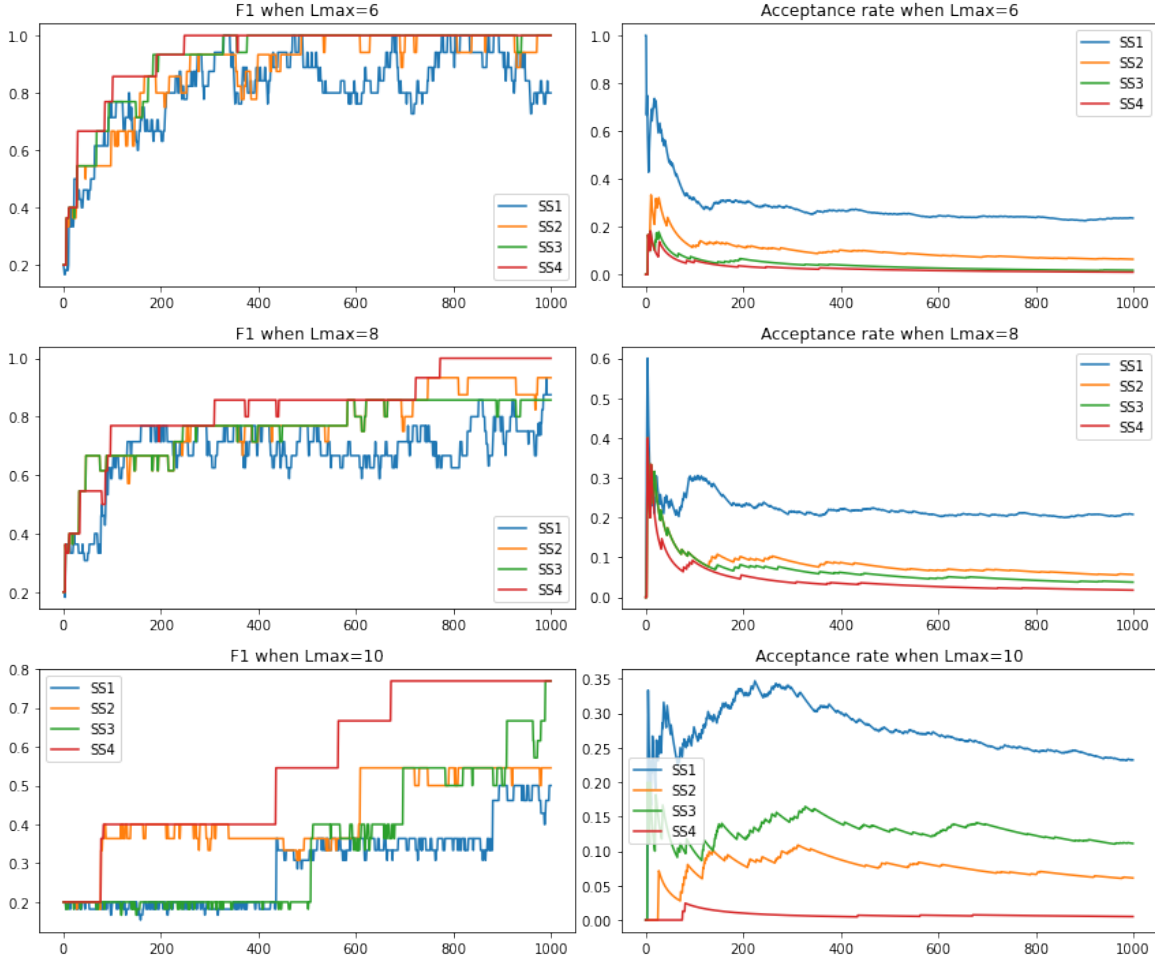 F1 when Lmax=6
1.0
0.8
0.6
0.4
0.2
0 200 400 600 800 1000
SS1
SS2
SS3
SS4
Acceptance rate when Lmax=6
1.0
0.8
0.6
0.4
0.2
0.0
0 200 400 600 800 1000
SS1
SS2
SS3
SS4
F1 when Lmax=8
1.0
0.8
0.6
0.4
0.2
0 200 400 600 800 1000
SS1
SS2
SS3
SS4
Acceptance rate when Lmax=8
0.6
0.5
0.4
0.3
0.2
0.1
0.0
0 200 400 600 800 1000
SS1
SS2
SS3
SS4
F1 when Lmax=10
0.8
0.7
0.6
0.5
0.4
0.3
0.2
0 200 400 600 800 1000
SS1
SS2
SS3
SS4
Acceptance rate when Lmax=10
0.35
0.30
0.25
0.20
0.15
0.10
0.05
0.00
0 200 400 600 800 1000
SS1
SS2
SS3
SS4